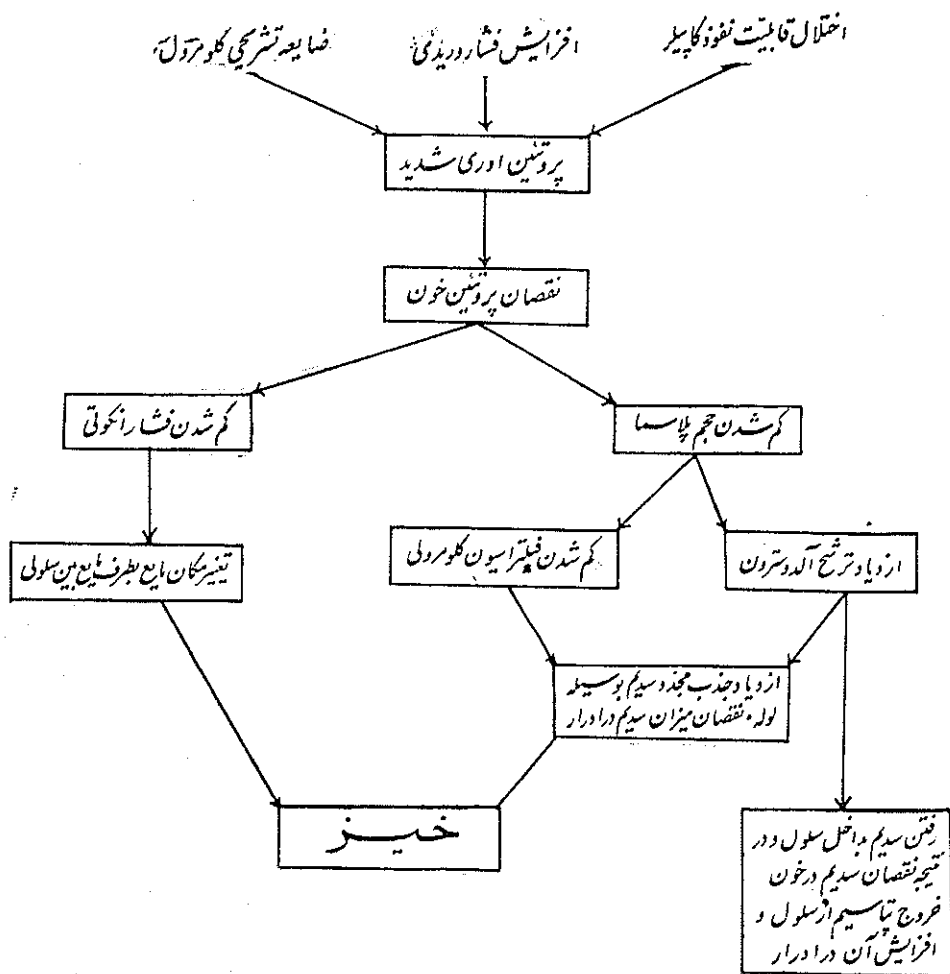 اختلال قابلیت نفوذ کاپیلر
افزایش فشار وریدی
ضایعه تشریحی کلومرول
پروتئین اوری شدید
نقصان پروتئین خون
کم شدن حجم پلاسما
کم شدن فشار انکوتی
ازدیاد ترشح آلدوسترون
کم شدن فیلتراسیون کلومرولی
تغییر مکان مایع بطرف مایع بین سلولی
ازدیاد جذب مجدد سدیم بوسیله
لوله، نقصان میزان سدیم در ادرار
خیز
رفتن سدیم بداخل سلول و در
نتیجه نقصان سدیم در خون
خروج پتاسیم از سلول و
افزایش آن در ادرار